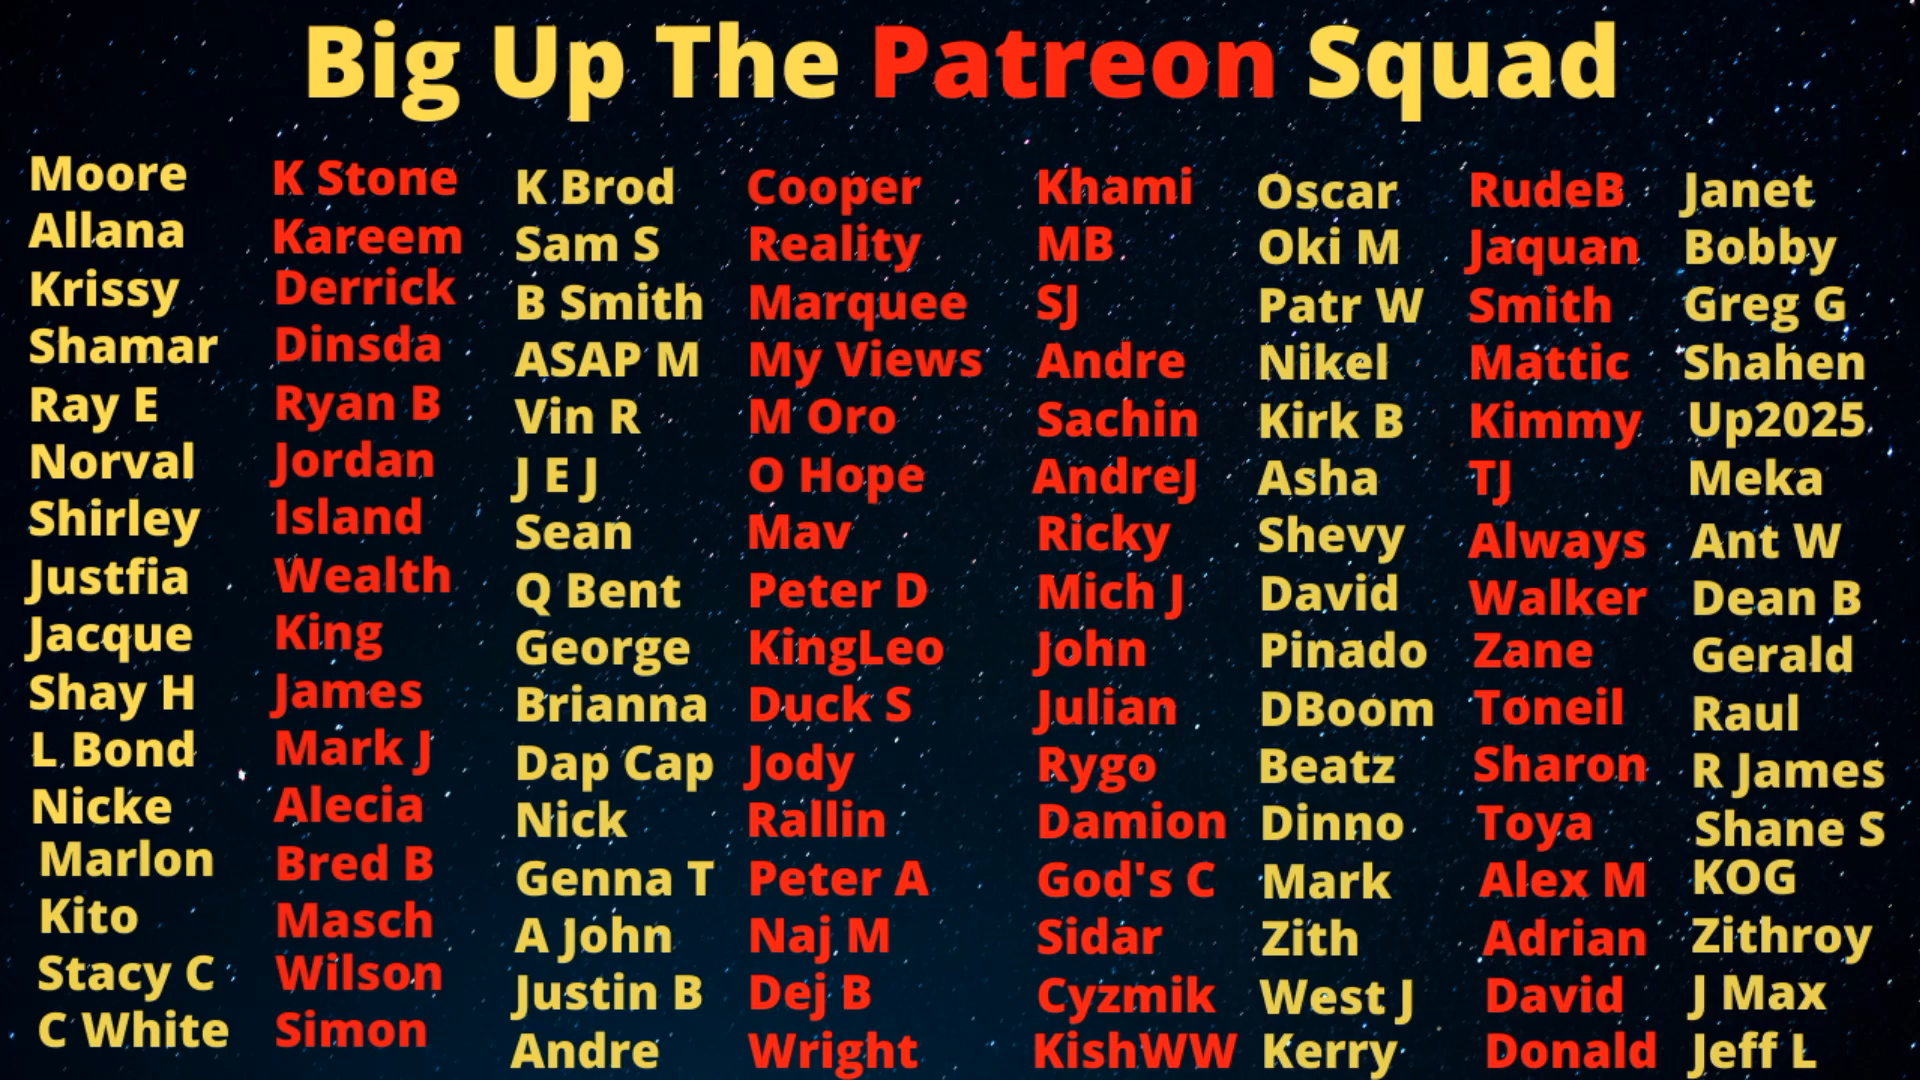 Big Up The Patreon Squad
Moore
Allana
Krissy
Shamar
Ray E
Norval
Shirley
Justfia
Jacque
Shay H
L Bond
Nicke
Marlon
Kito
Stacy C
C White
K Stone
Kareem
Derrick
Dinsda
Ryan B
Jordan
Island
Wealth
King
James
Mark J
Alecia
Bred B
Masch
Wilson
Simon
K Brod
Sam S
B Smith
ASAP M
Vin R
J E J
Sean
Q Bent
George
Brianna
Dap Cap
Nick
Genna T
A John
Justin B
Andre
Cooper
Reality
Marquee
My Views
M Oro
O Hope
Mav
Peter D
KingLeo
Duck S
Jody
Rallin
Peter A
Naj M
Dej B
Wright
Khami
MB
SJ
Andre
Sachin
AndreJ
Ricky
Mich J
John
Julian
Rygo
Damion
God's C
Sidar
Cyzmik
KishWW
Oscar
Oki M
Patr W
Nikel
Kirk B
Asha
Shevy
David
Pinado
DBoom
Beatz
Dinno
Mark
Zith
West J
Kerry
RudeB
Jaquan
Smith
Mattic
Kimmy
TJ
Always
Walker
Zane
Toneil
Sharon
Toya
Alex M
Adrian
David
Donald
Janet
Bobby
Greg G
Shahen
Up2025
Meka
Ant W
Dean B
Gerald
Raul
R James
Shane S
KOG
Zithroy
J Max
Jeff L